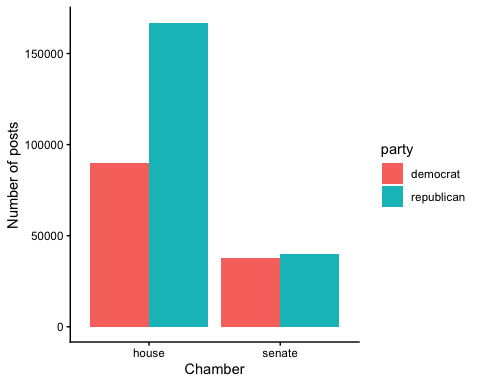 Number of posts
150000
100000
50000
0
house senate
Chamber
party
democrat
republican